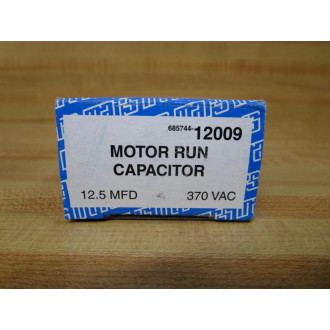 685744-12009
MOTOR RUN
CAPACITOR
12.5 MFD 370 VAC